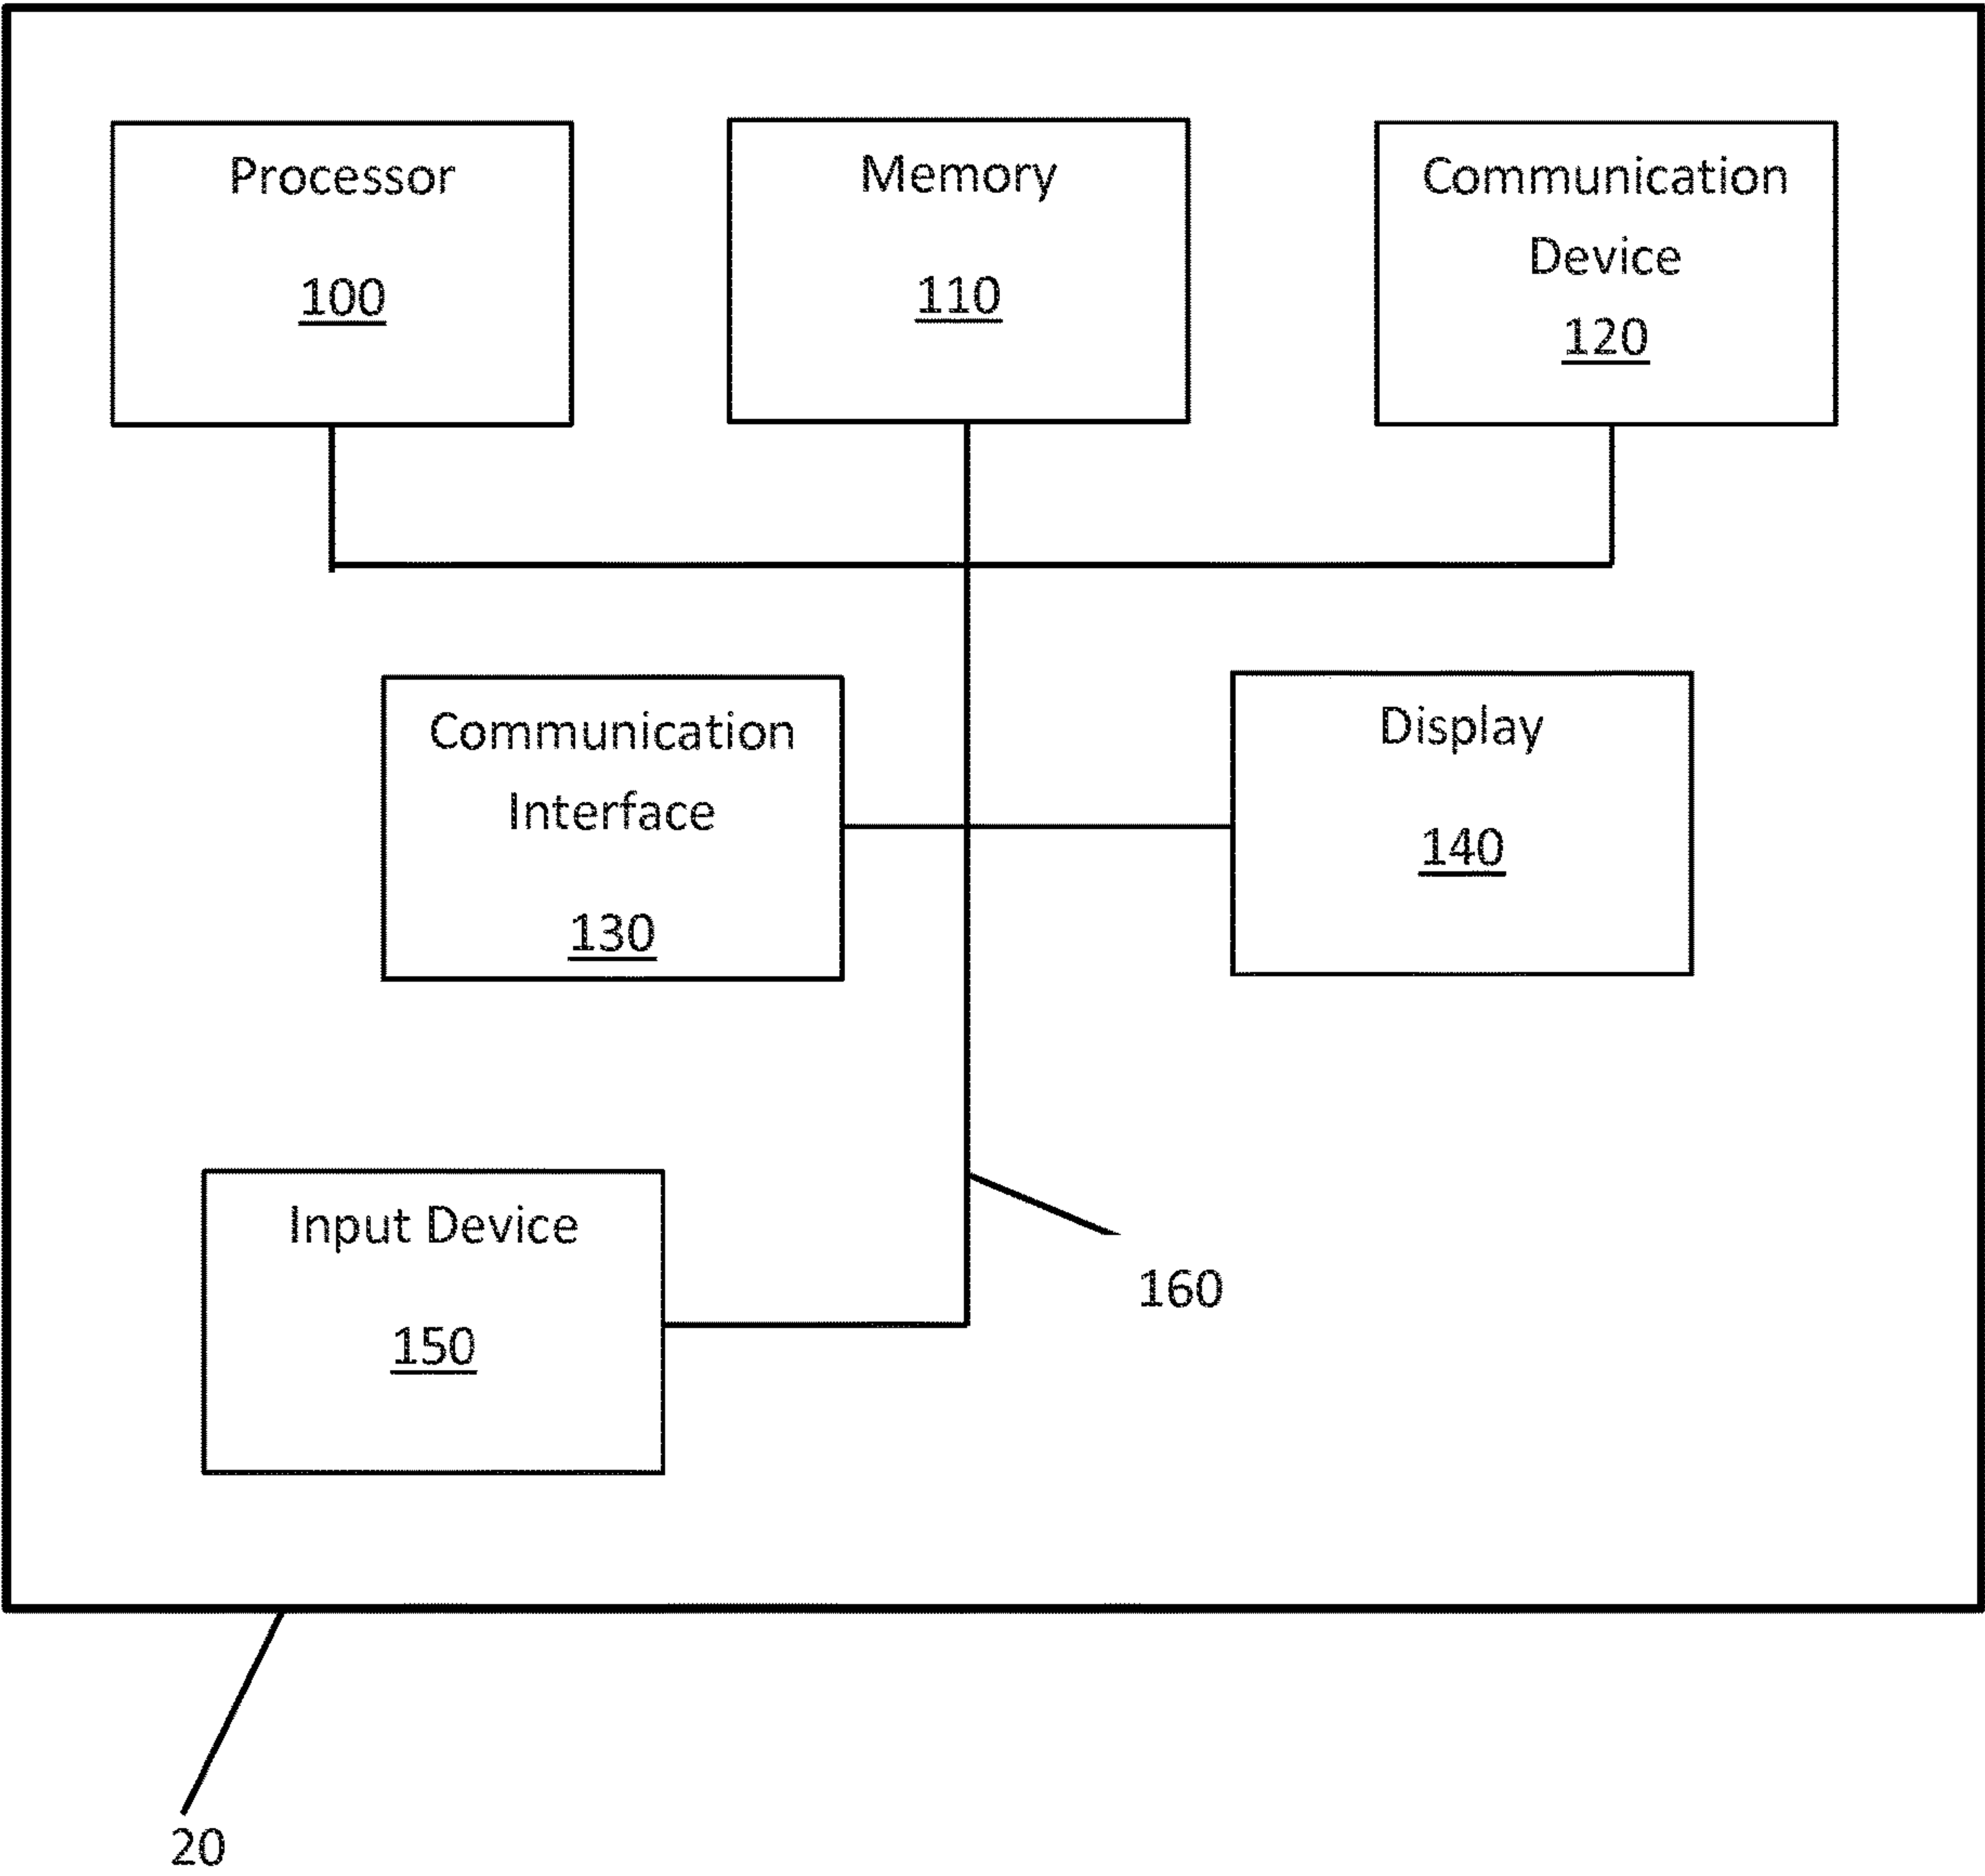 Processor
100
Memory
110
Communication
Device
120
Communication
Interface
130
Display
140
Input Device
150
160
20